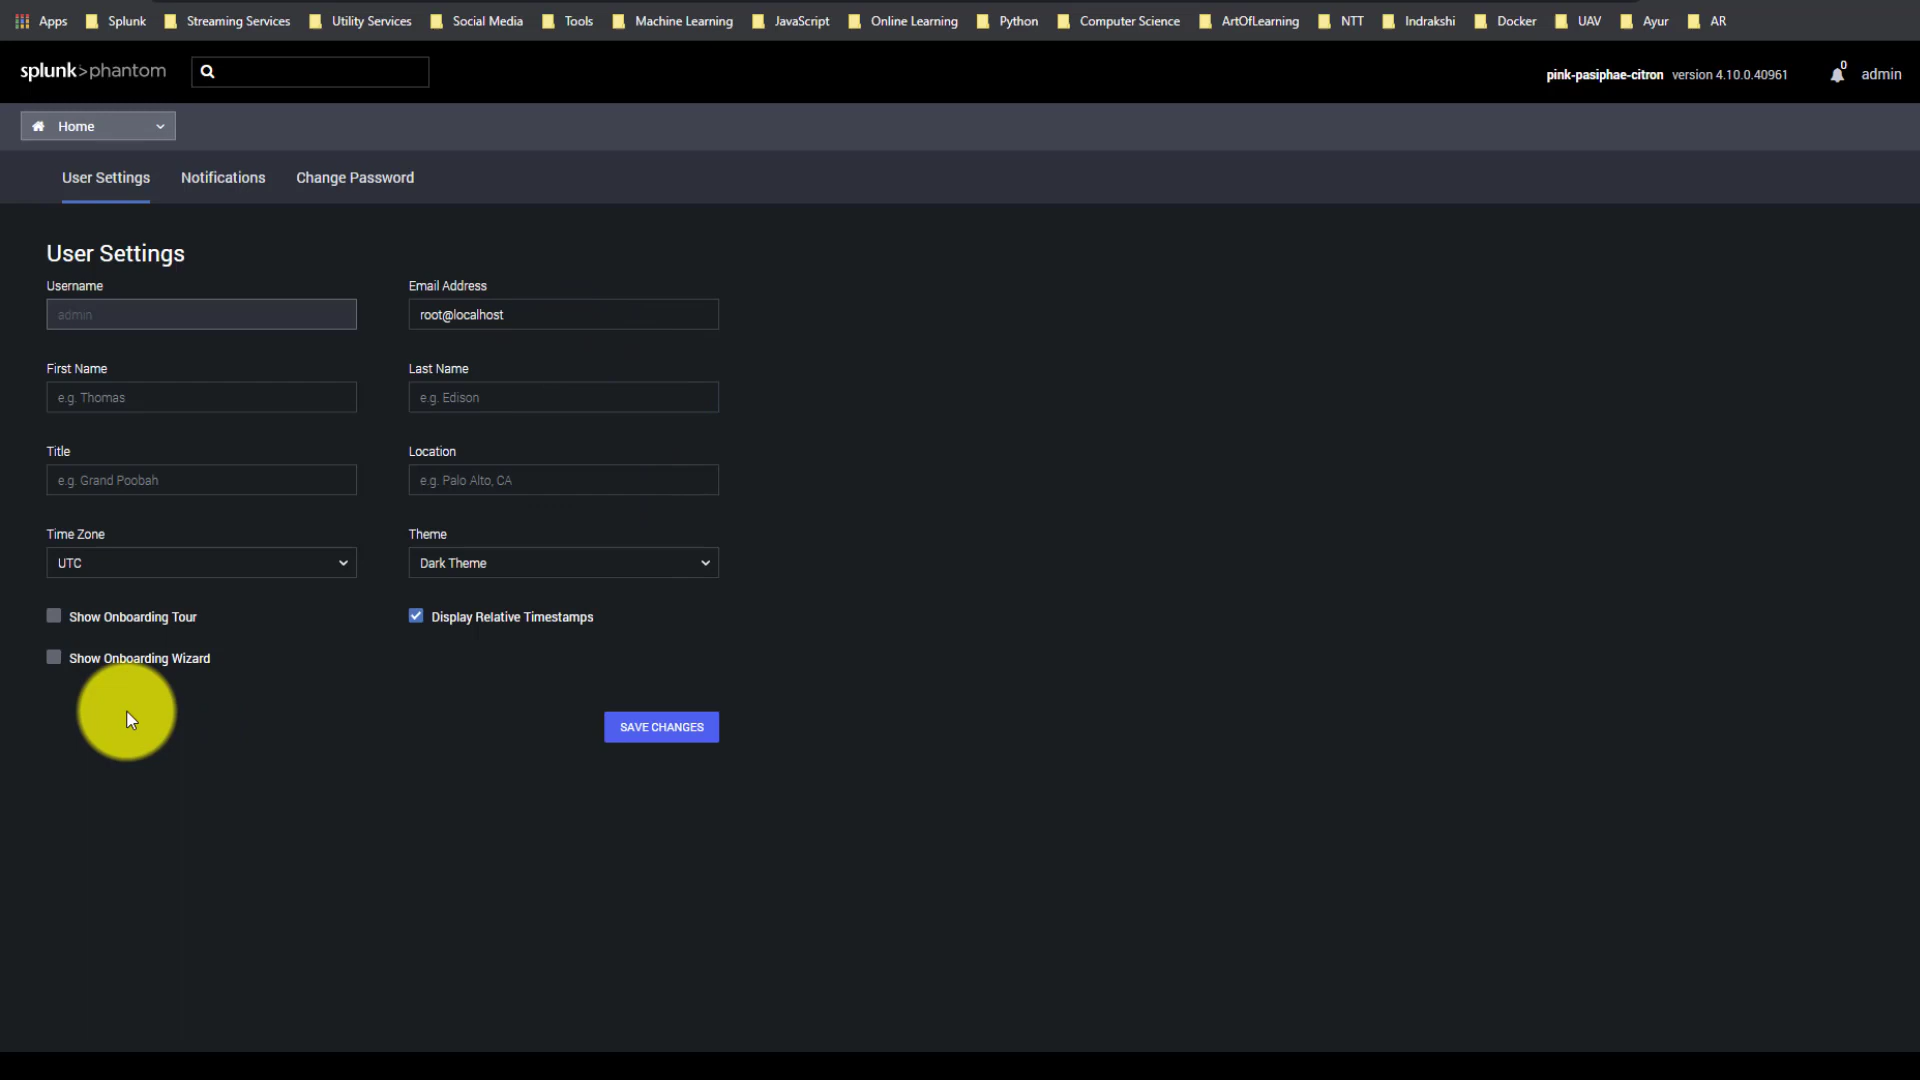 Apps Splunk Streaming Services Utility Services Social Media Tools Machine Learning JavaScript Online Learning Python Computer Science ArtOfLearning NTT Indrakshi Docker UAV Ayur AR
splunk>phantom pink-pasiphae-citron version 4.10.0.40961 0 admin
Home
User Settings Notifications Change Password
User Settings
Username Email Address
admin root@localhost
First Name Last Name
e.g. Thomas e.g. Edison
Title Location
e.g. Grand Poobah e.g. Palo Alto, CA
Time Zone Theme
UTC Dark Theme
Show Onboarding Tour Display Relative Timestamps
Show Onboarding Wizard
SAVE CHANGES